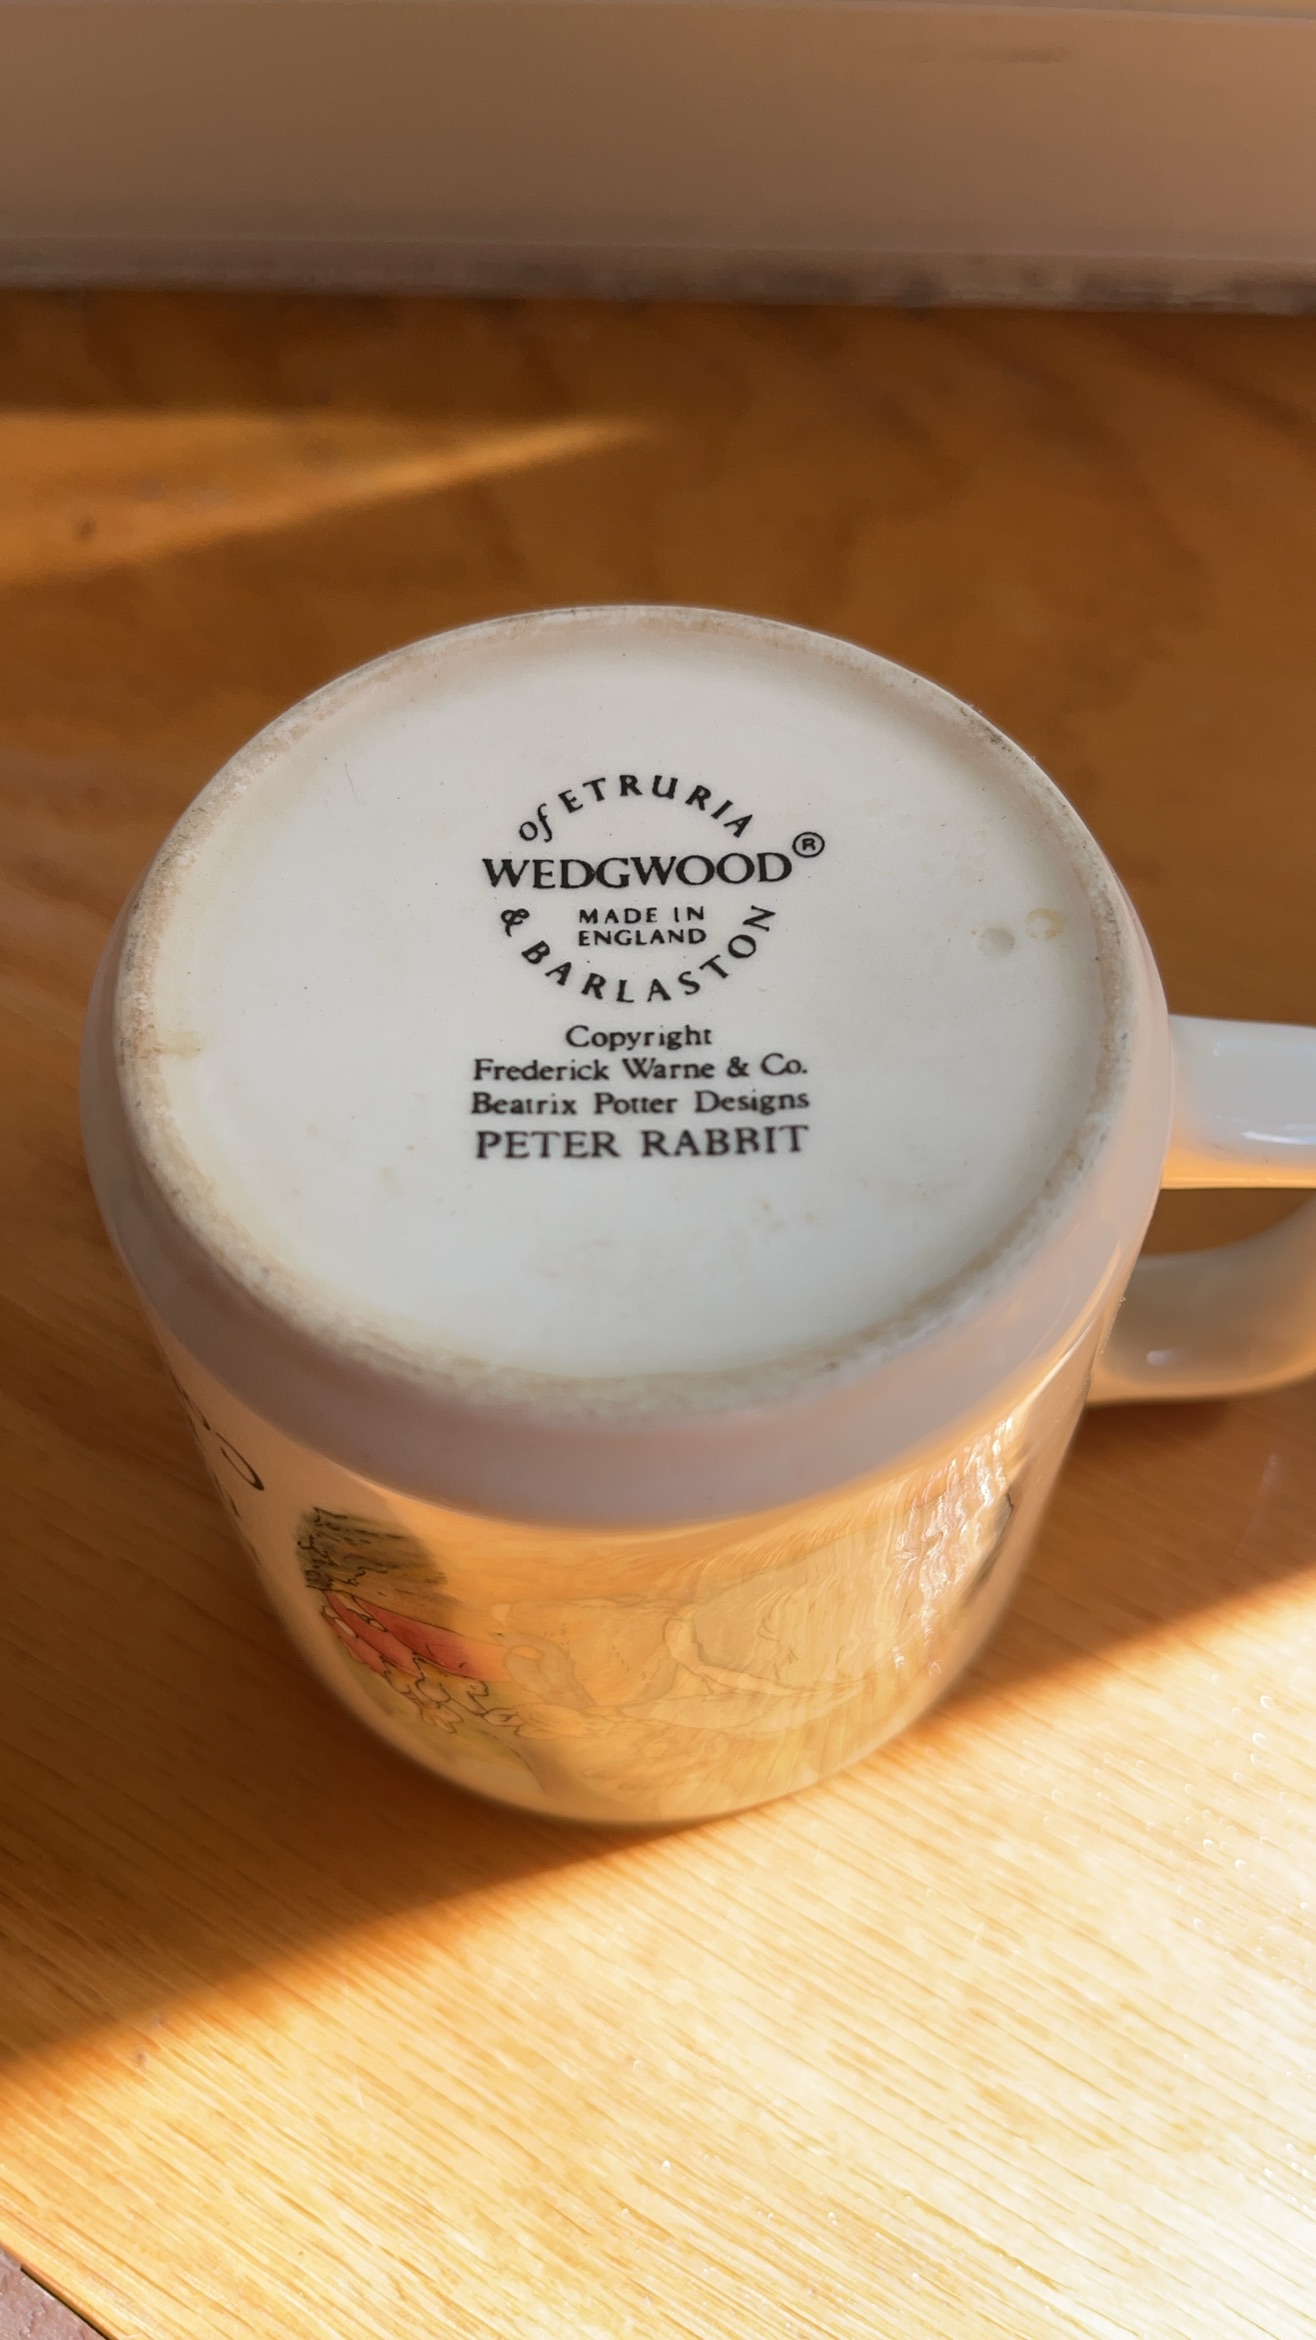 of ETRURIA
WEDGWOOD®
MADE IN
ENGLAND
& BARLASTON
Copyright
Frederick Warne & Co.
Beatrix Potter Designs
PETER RABBIT